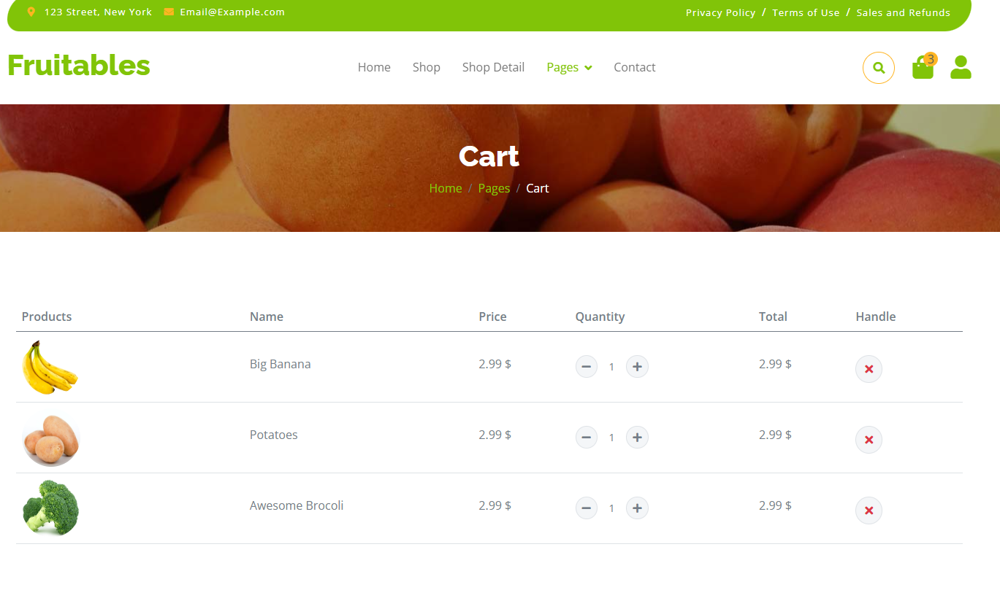 123 Street, New York Email@Example.com Privacy Policy / Terms of Use / Sales and Refunds
Fruitables Home Shop Shop Detail Pages Contact 3
Cart
Home / Pages / Cart
Products Name Price Quantity Total Handle
Big Banana 2.99 $ 1 2.99 $
Potatoes 2.99 $ 1 2.99 $
Awesome Brocoli 2.99 $ 1 2.99 $